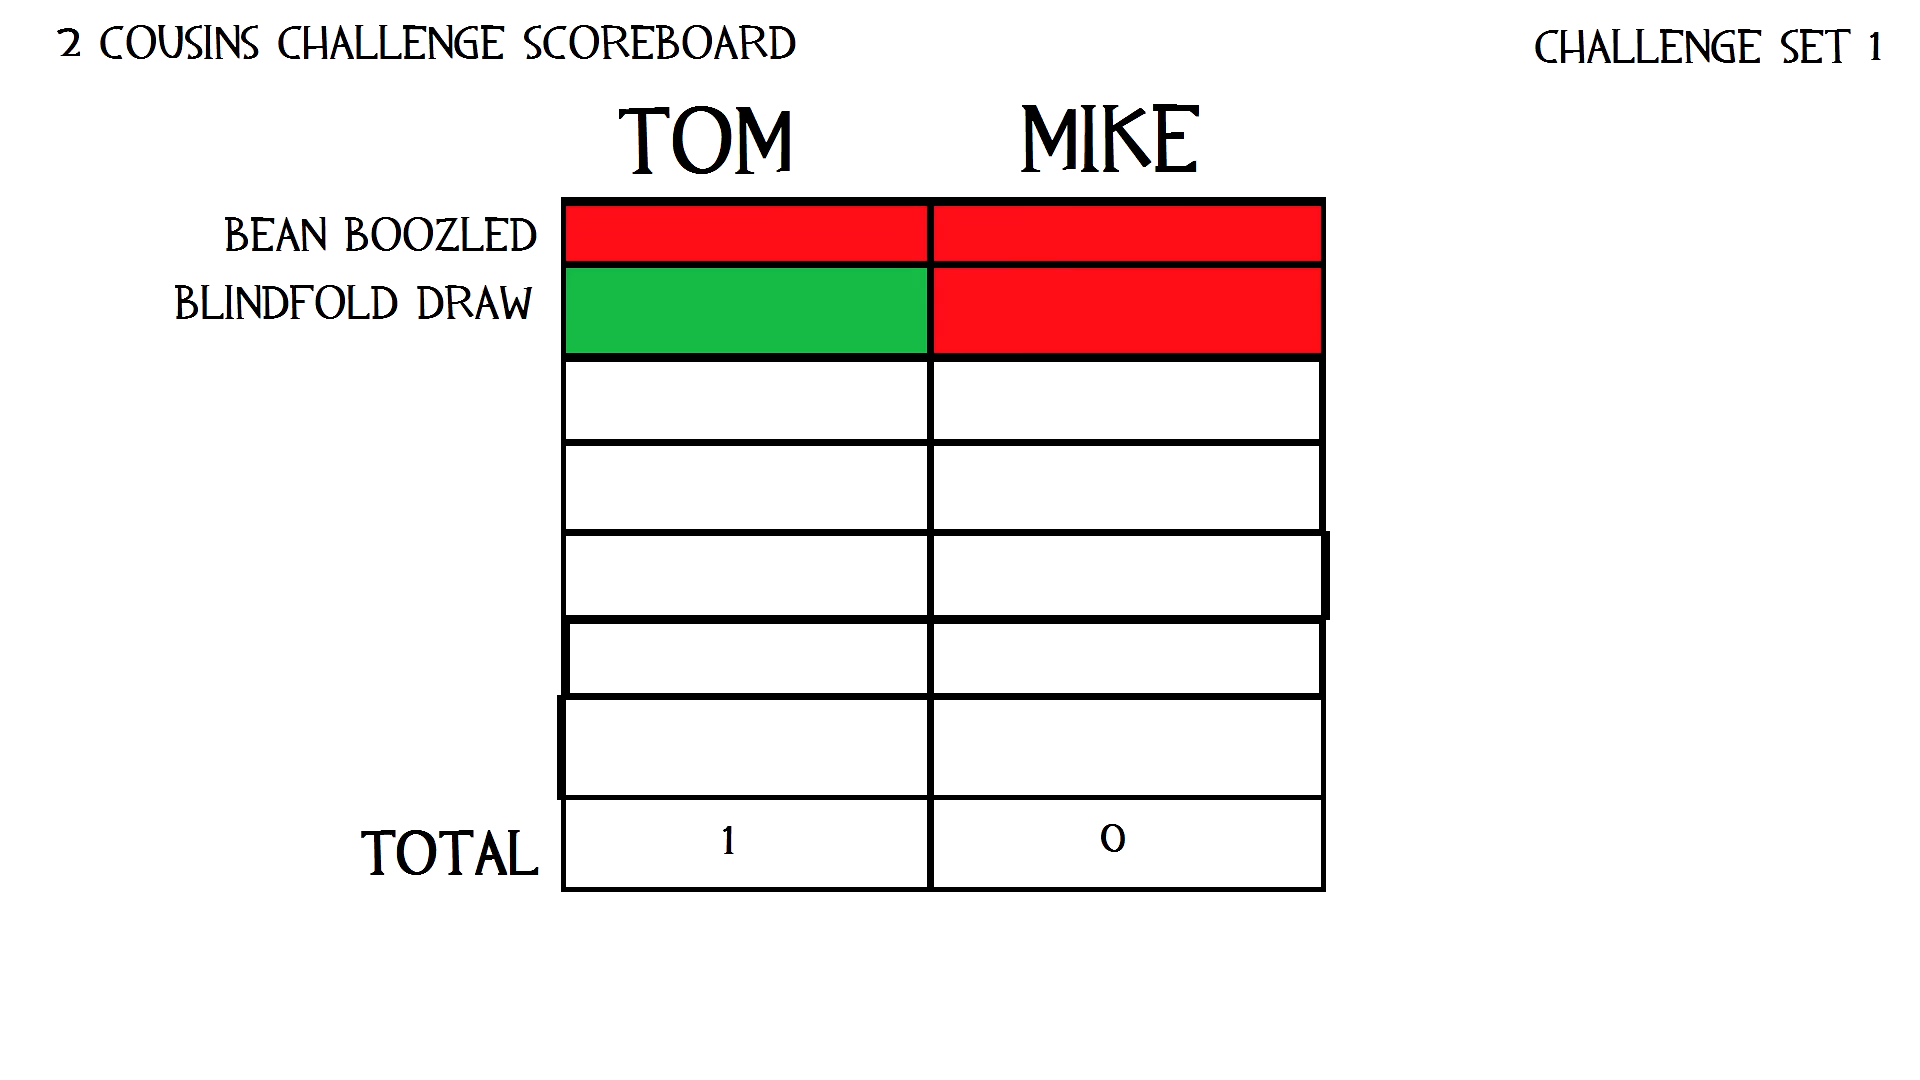 2 COUSINS CHALLENGE SCOREBOARD
CHALLENGE SET 1
TOM MIKE
BEAN BOOZLED
BLINDFOLD DRAW
TOTAL 1 0